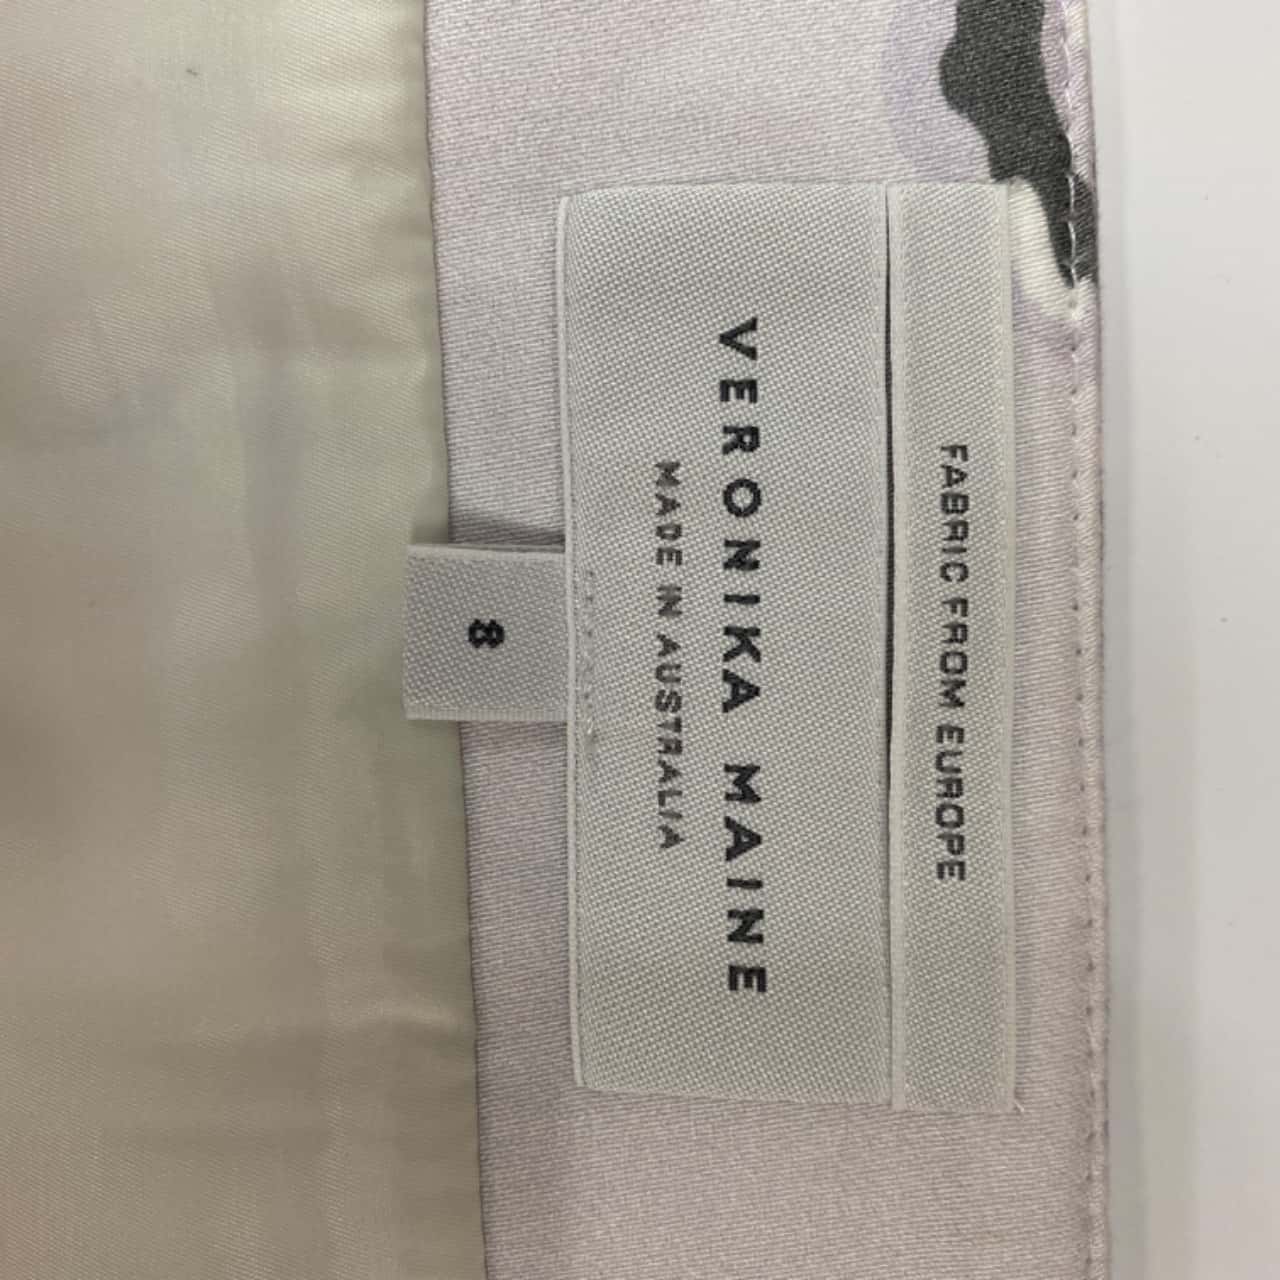 FABRIC FROM EUROPE
VERONIKA MAINE
MADE IN AUSTRALIA
8